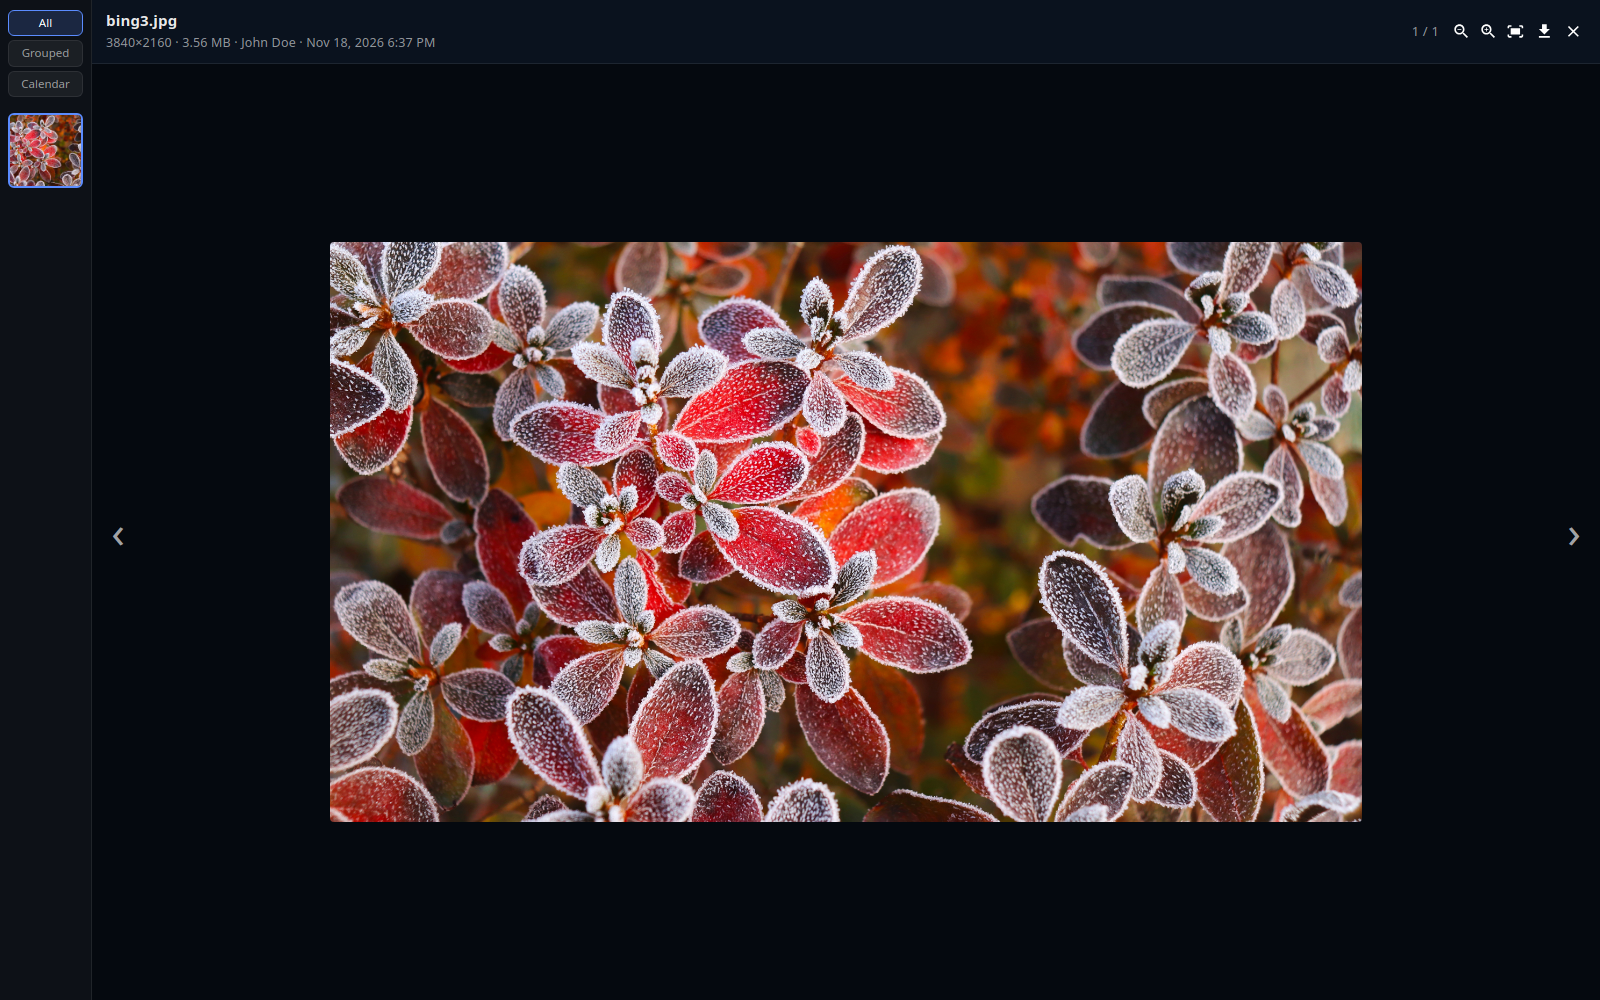 All
Grouped
Calendar
bing3.jpg
3840×2160 · 3.56 MB · John Doe · Nov 18, 2026 6:37 PM
1 / 1